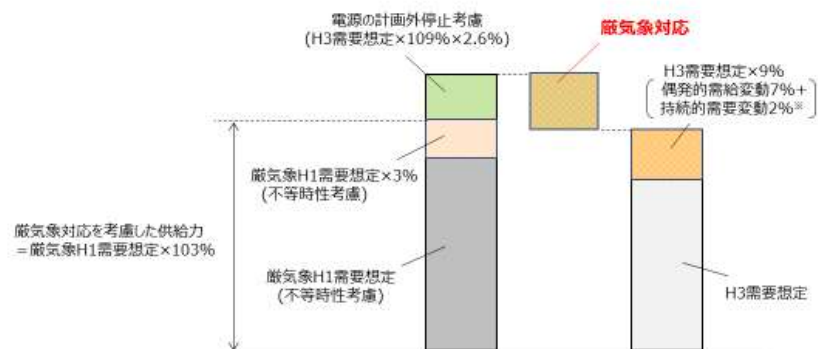 電源の計画外停止考慮
(H3需要想定×109%×2.6%)
厳気象対応
H3需要想定×9%
偶発的需給変動7%+
持続的需要変動2%※
厳気象H1需要想定×3%
(不等時性考慮)
厳気象対応を考慮した供給力
＝厳気象H1需要想定×103%
厳気象H1需要想定
(不等時性考慮)
H3需要想定